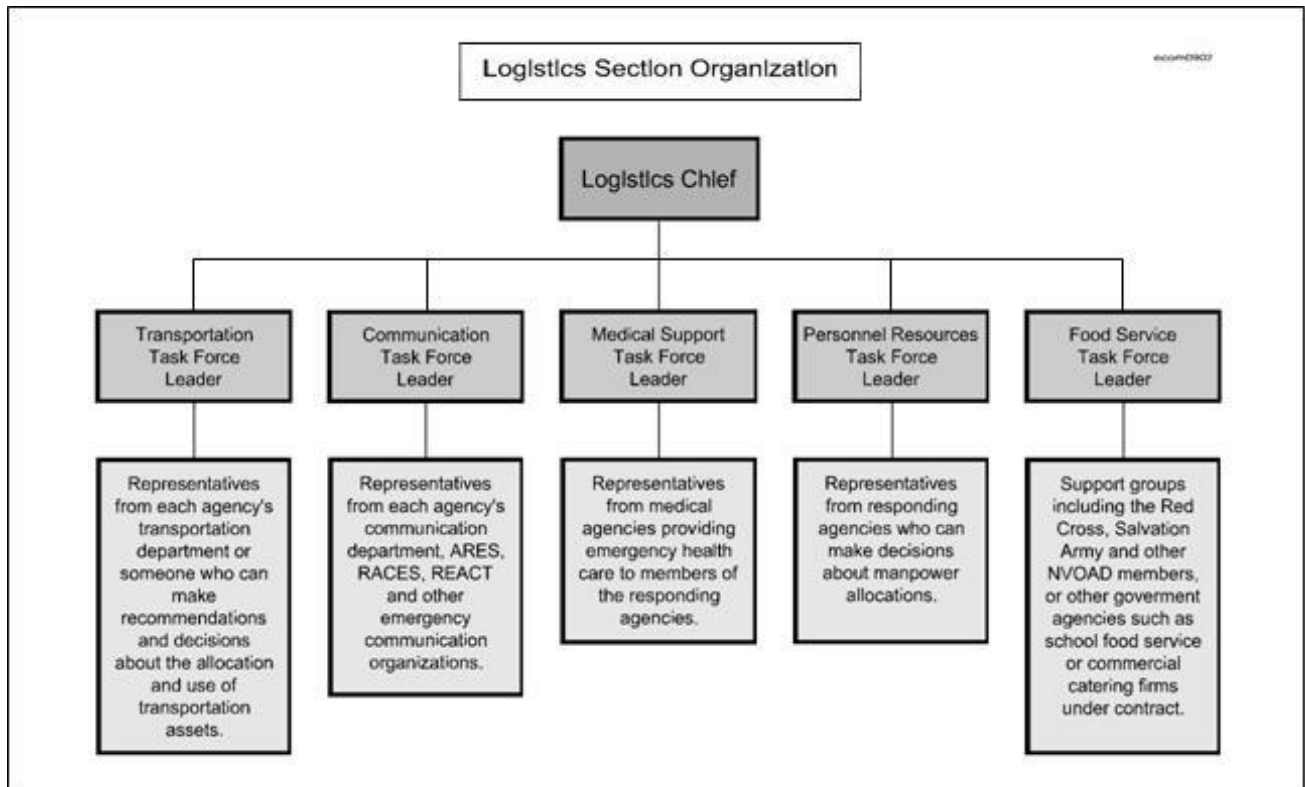 Logistics Section Organization
ecom0902
Logistics Chief
Transportation
Task Force
Leader
Communication
Task Force
Leader
Medical Support
Task Force
Leader
Personnel Resources
Task Force
Leader
Food Service
Task Force
Leader
Representatives
from each agency's
transportation
department or
someone who can
make
recommendations
and decisions
about the allocation
and use of
transportation
assets.
Representatives
from each agency's
communication
department, ARES,
RACES, REACT
and other
emergency
communication
organizations.
Representatives
from medical
agencies providing
emergency health
care to members of
the responding
agencies.
Representatives
from responding
agencies who can
make decisions
about manpower
allocations.
Support groups
including the Red
Cross, Salvation
Army and other
NVOAD members,
or other goverment
agencies such as
school food service
or commercial
catering firms
under contract.